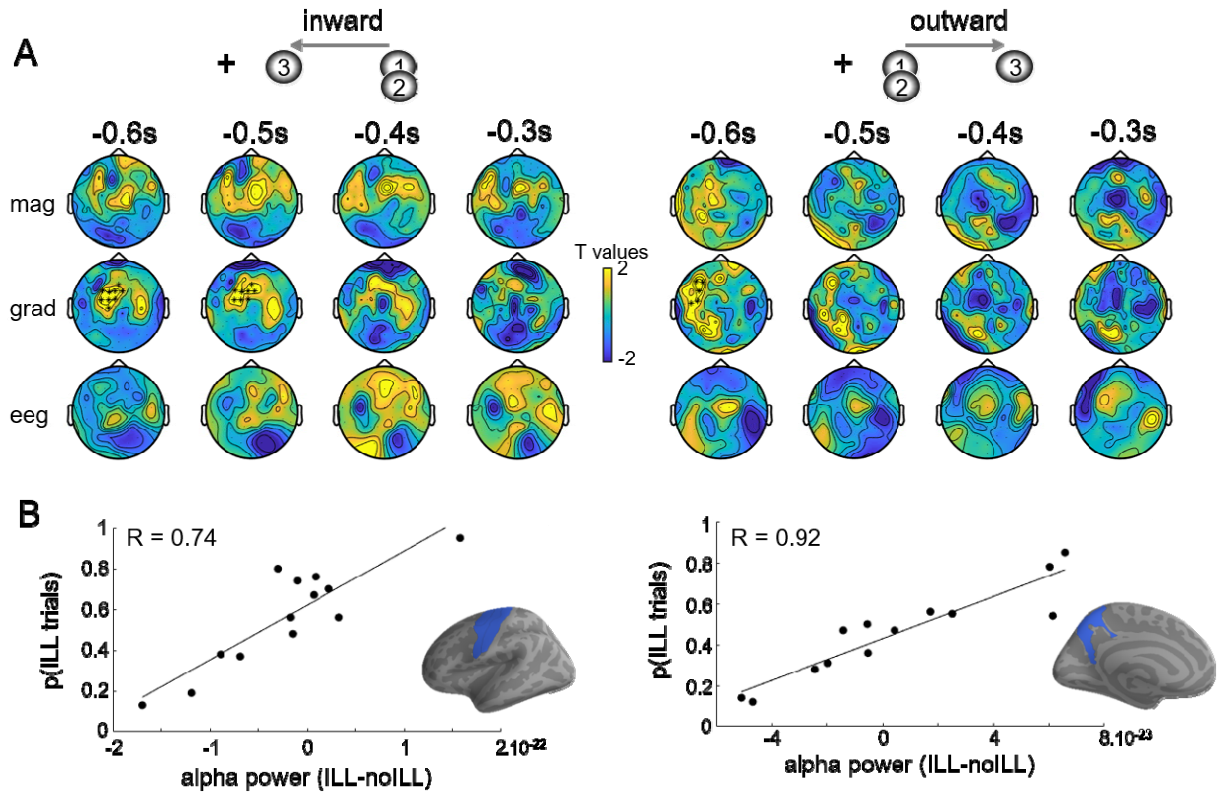 A
inward
+ 3 1
2
outward
+ 1 3
2
-0.6s -0.5s -0.4s -0.3s
-0.6s -0.5s -0.4s -0.3s
mag
grad
eeg
T values
2
-2
B
R = 0.74
p(ILL trials)
1
0.8
0.6
0.4
0.2
0
-2 -1 0 1 2.10-22
alpha power (ILL-noILL)
R = 0.92
p(ILL trials)
1
0.8
0.6
0.4
0.2
0
-4 0 4 8.10-23
alpha power (ILL-noILL)